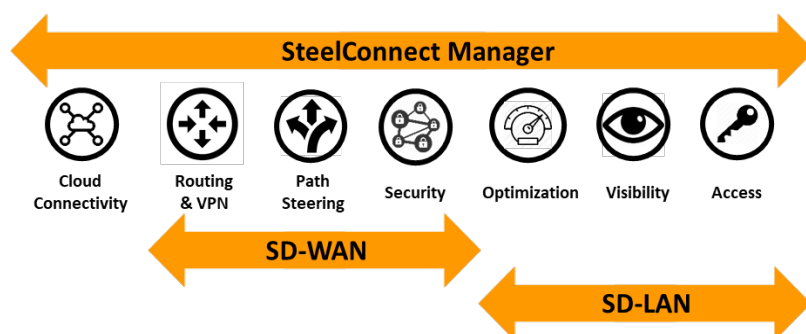 SteelConnect Manager
Cloud
Connectivity
Routing
& VPN
Path
Steering
Security
Optimization
Visibility
Access
SD-WAN
SD-LAN